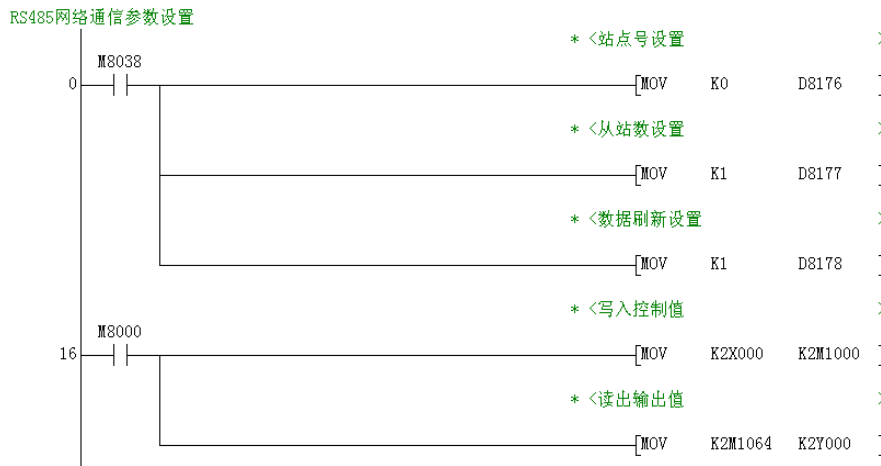 RS485网络通信参数设置
* <站点号设置 >
M8038
0 [MOV K0 D8176 ]
* <从站数设置 >
[MOV K1 D8177 ]
* <数据刷新设置 >
[MOV K1 D8178 ]
* <写入控制值 >
M8000
16 [MOV K2X000 K2M1000 ]
* <读出输出值 >
[MOV K2M1064 K2Y000 ]